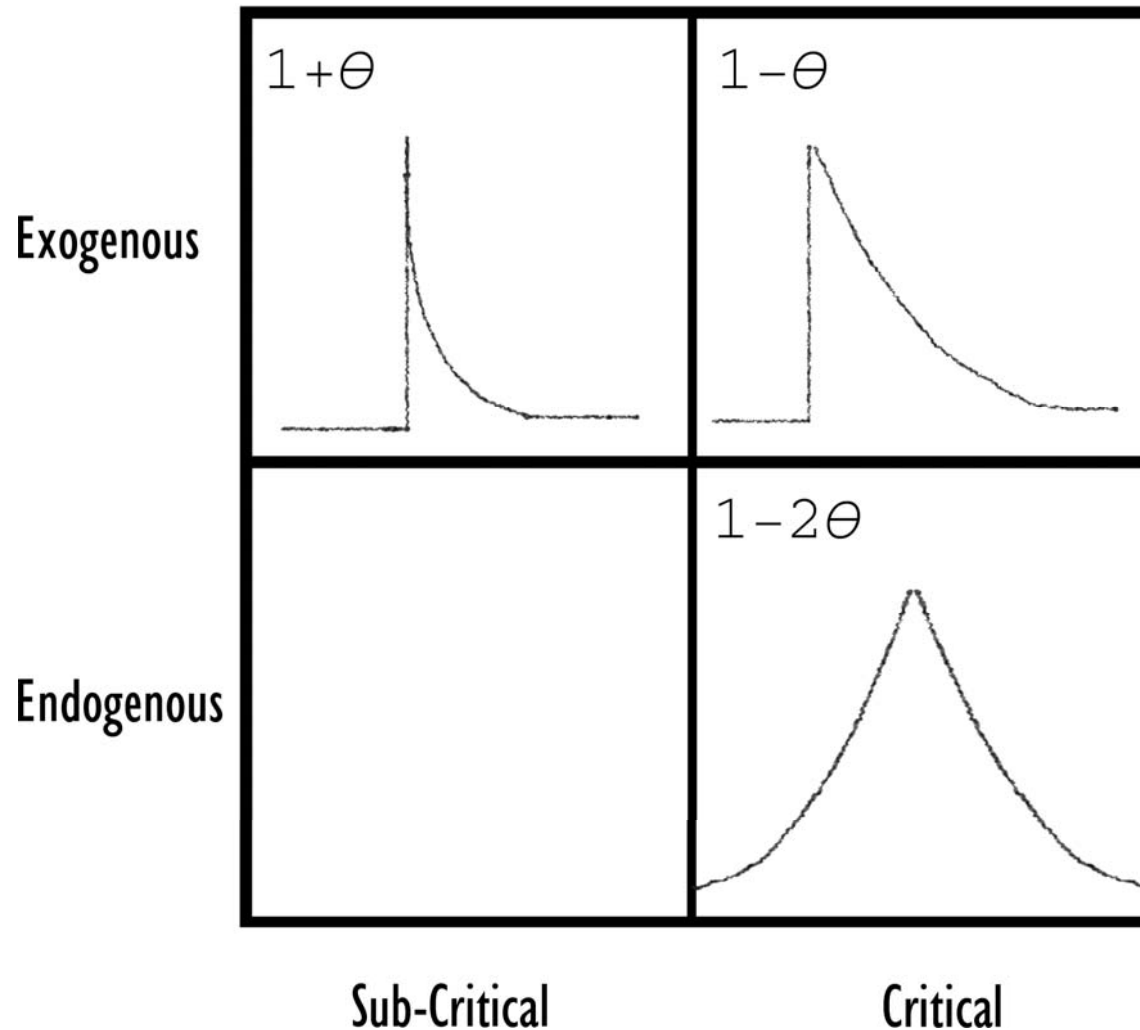 1+θ
1-θ
Exogenous
1-2θ
Endogenous
Sub-Critical
Critical